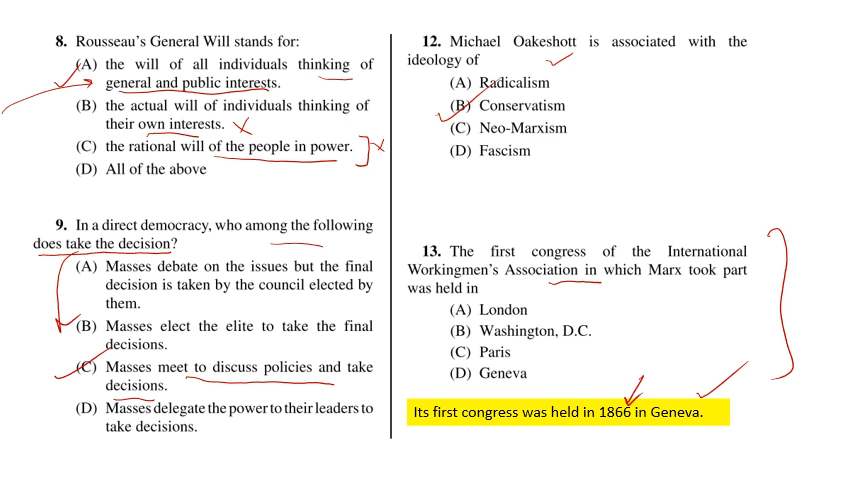 8. Rousseau's General Will stands for:
(A) the will of all individuals thinking of
general and public interests.
(B) the actual will of individuals thinking of
their own interests.
(C) the rational will of the people in power.
(D) All of the above
9. In a direct democracy, who among the following
does take the decision?
(A) Masses debate on the issues but the final
decision is taken by the council elected by
them.
(B) Masses elect the elite to take the final
decisions.
(C) Masses meet to discuss policies and take
decisions.
(D) Masses delegate the power to their leaders to
take decisions.
12. Michael Oakeshott is associated with the
ideology of
(A) Radicalism
(B) Conservatism
(C) Neo-Marxism
(D) Fascism
13. The first congress of the International
Workingmen's Association in which Marx took part
was held in
(A) London
(B) Washington, D.C.
(C) Paris
(D) Geneva
Its first congress was held in 1866 in Geneva.